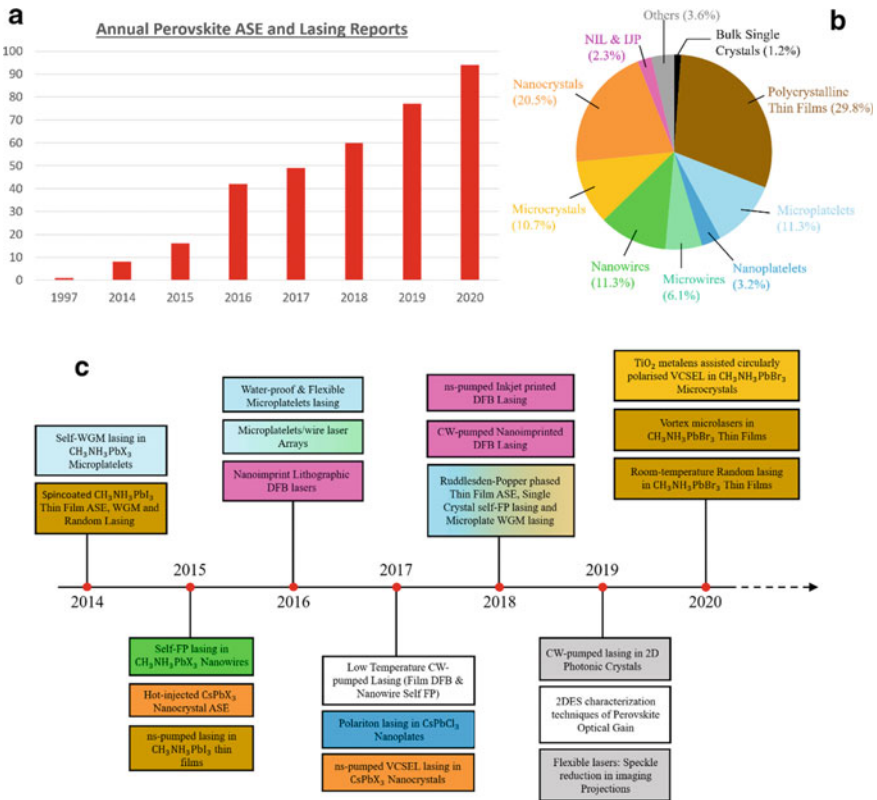 a
Annual Perovskite ASE and Lasing Reports
100
90
80
70
60
50
40
30
20
10
0
1997
2014
2015
2016
2017
2018
2019
2020
b
Others (3.6%)
NIL & IJP
(2.3%)
Bulk Single
Crystals (1.2%)
Nanocrystals
(20.5%)
Polycrystalline
Thin Films (29.8%)
Microcrystals
(10.7%)
Microplatelets
(11.3%)
Nanowires
(11.3%)
Microwires
(6.1%)
Nanoplatelets
(3.2%)
c
Self-WGM lasing in
CH₃NH₃PbX₃
Microplatelets
Spincoated CH₃NH₃PbI₃
Thin Film ASE, WGM and
Random Lasing
Water-proof & Flexible
Microplatelets lasing
Microplatelets/wire laser
Arrays
Nanoimprint Lithographic
DFB lasers
ns-pumped Inkjet printed
DFB Lasing
CW-pumped Nanoimprinted
DFB Lasing
Ruddlesden-Popper phased
Thin Film ASE, Single
Crystal self-FP lasing and
Microplate WGM lasing
TiO₂ metalens assisted circularly
polarised VCSEL in CH₃NH₃PbBr₃
Microcrystals
Vortex microlasers in
CH₃NH₃PbBr₃ Thin Films
Room-temperature Random lasing
in CH₃NH₃PbBr₃ Thin Films
2014
2015
2016
2017
2018
2019
2020
Self-FP lasing in
CH₃NH₃PbX₃ Nanowires
Hot-injected CsPbX₃
Nanocrystal ASE
ns-pumped lasing in
CH₃NH₃PbI₃ thin
films
Low Temperature CW-
pumped Lasing (Film DFB &
Nanowire Self FP)
Polariton lasing in CsPbCl₃
Nanoplates
ns-pumped VCSEL lasing in
CsPbX₃ Nanocrystals
CW-pumped lasing in 2D
Photonic Crystals
2DES characterization
techniques of Perovskite
Optical Gain
Flexible lasers: Speckle
reduction in imaging
Projections